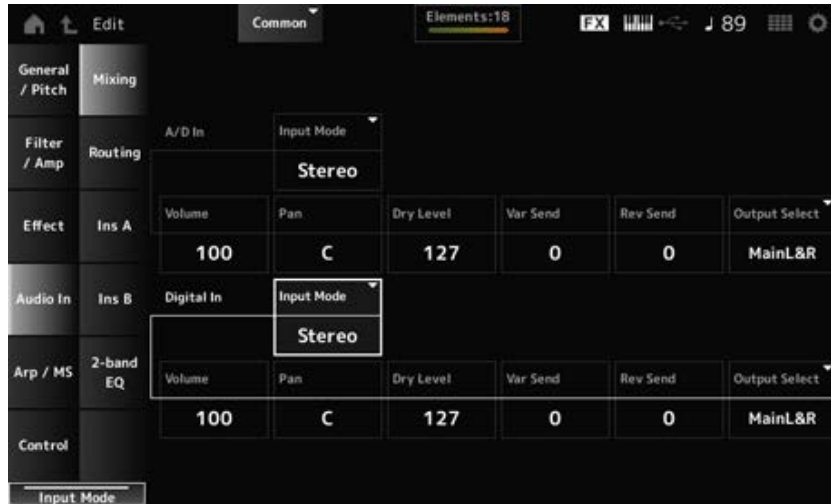 Edit
Common
Elements:18
FX
♩ 89
General / Pitch
Mixing
Filter / Amp
Routing
Effect
Ins A
Audio In
Ins B
Arp / MS
2-band EQ
Control
Input Mode
A/D In
Input Mode
Stereo
Volume Pan Dry Level Var Send Rev Send Output Select
100 C 127 0 0 MainL&R
Digital In
Input Mode
Stereo
Volume Pan Dry Level Var Send Rev Send Output Select
100 C 127 0 0 MainL&R